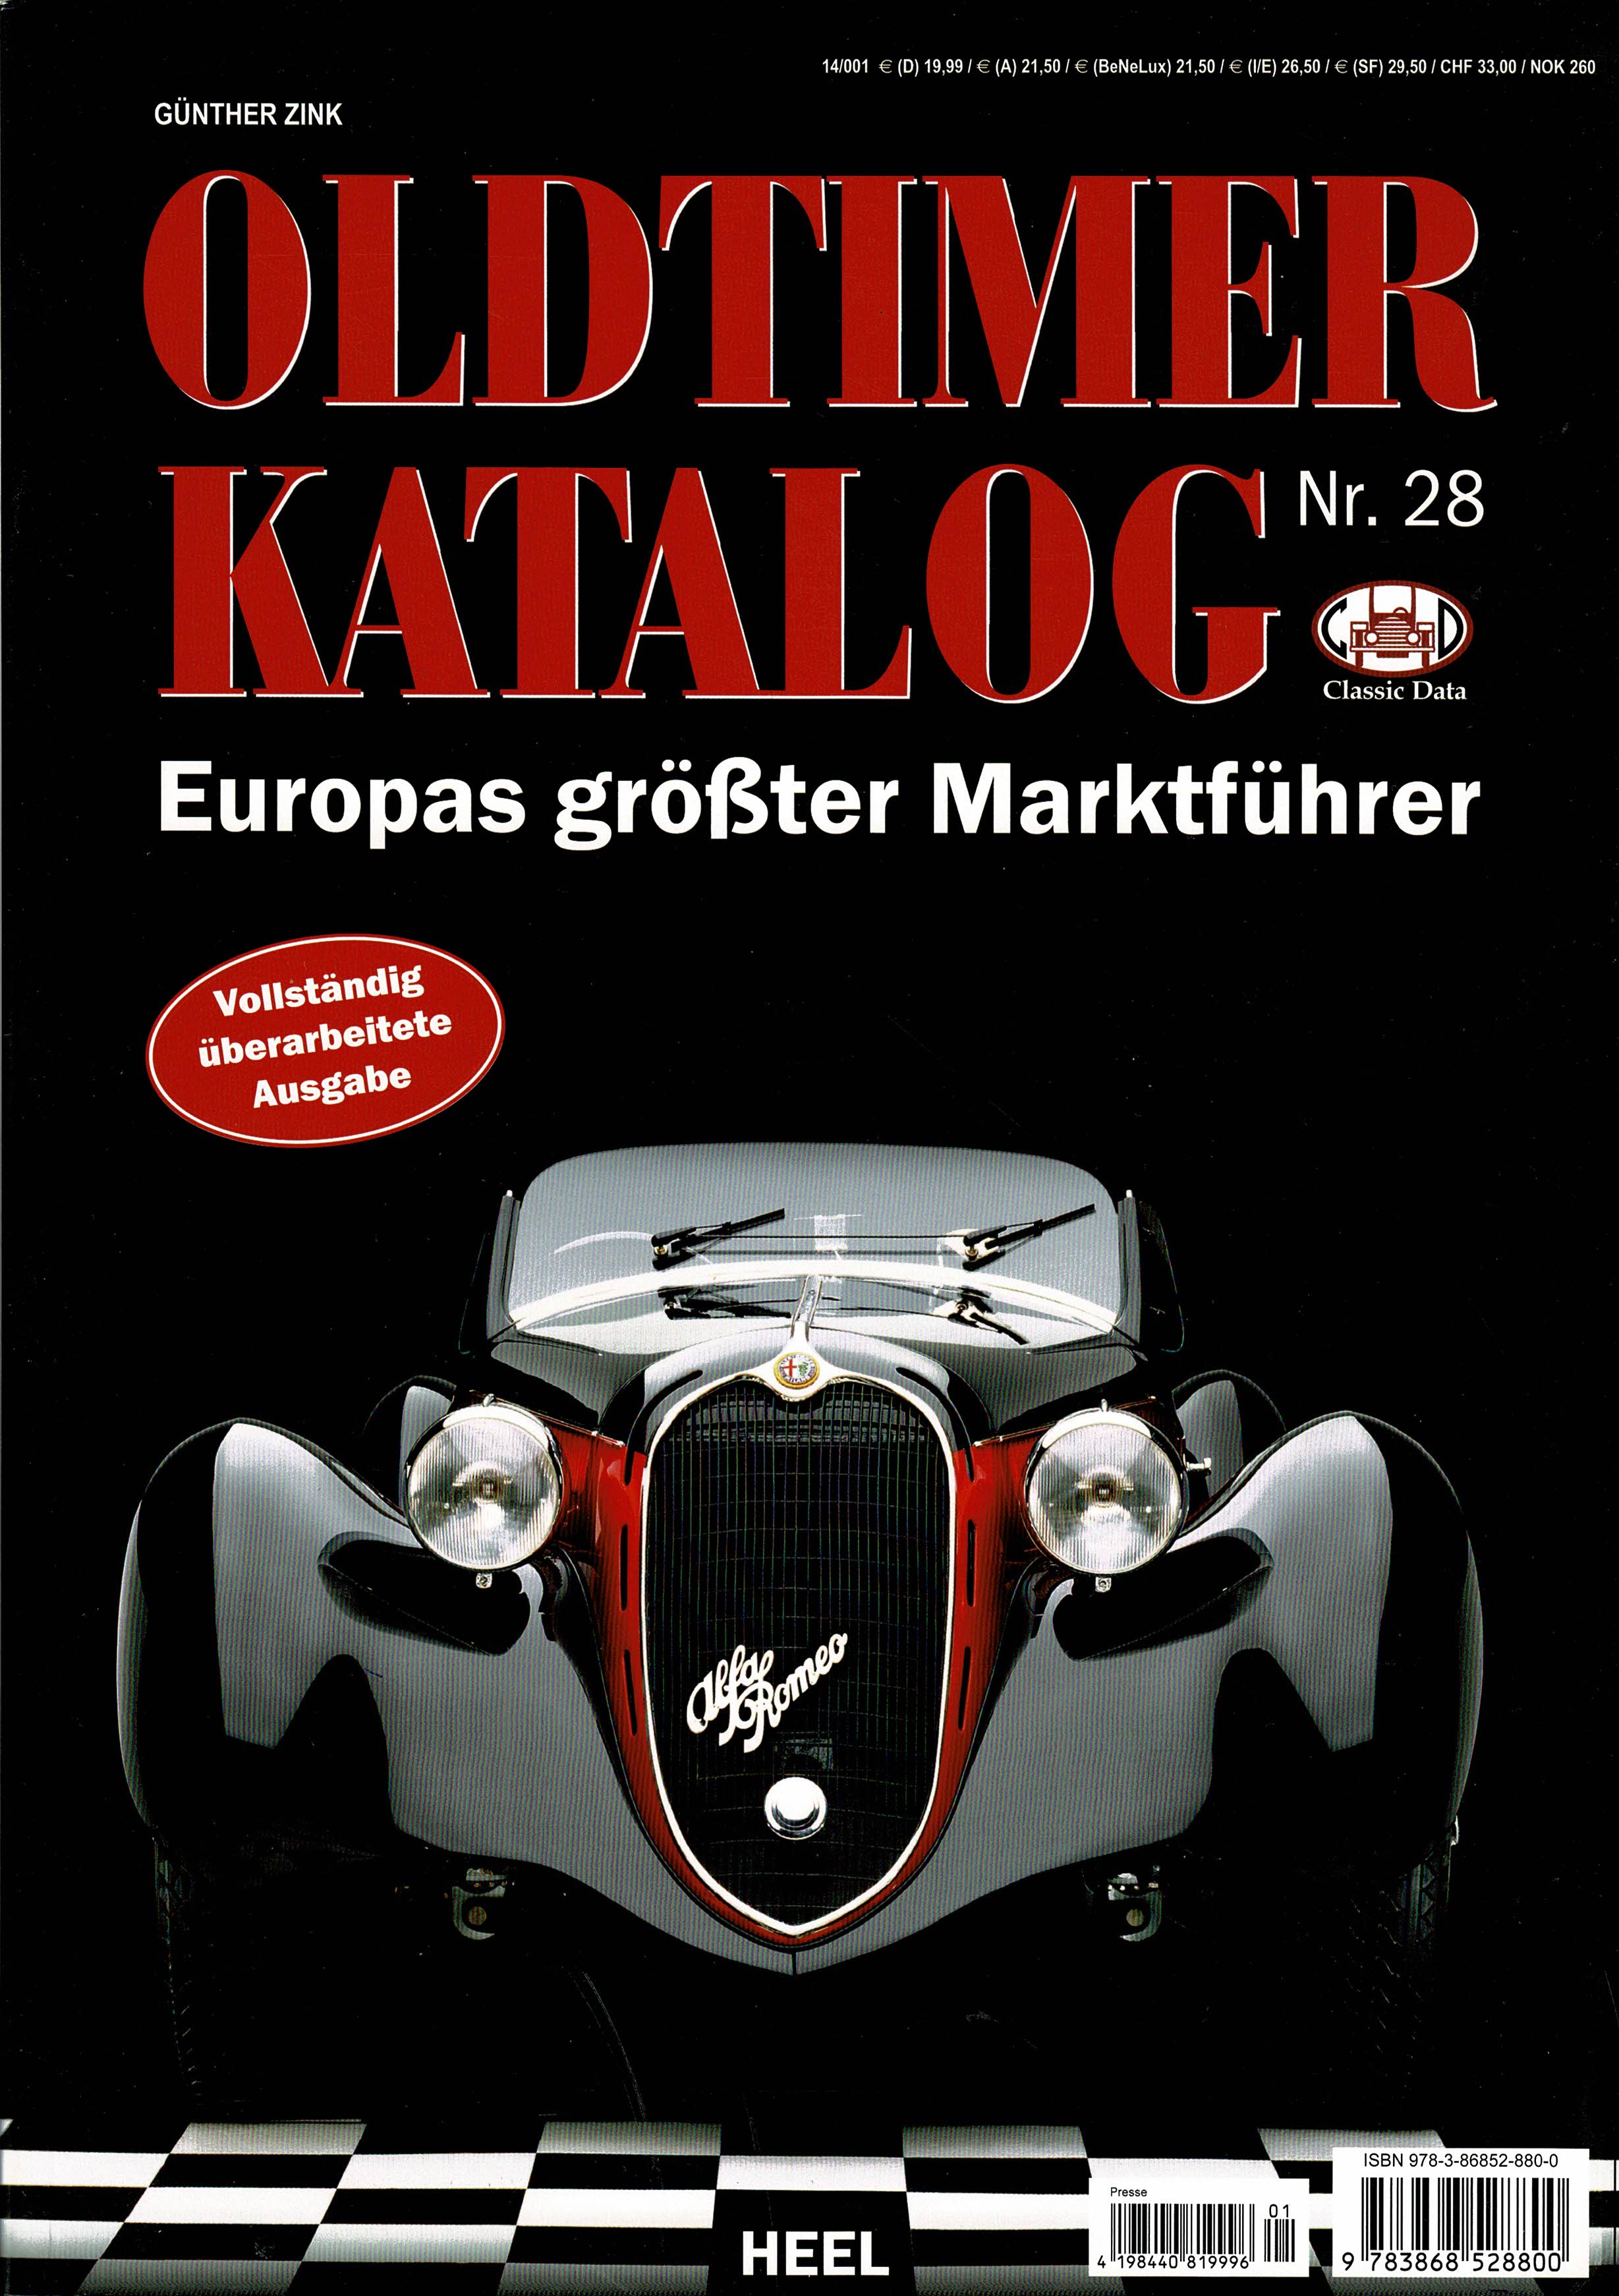 14/001 € (D) 19,99 / € (A) 21,50 / € (BeNeLux) 21,50 / € (I/E) 26,50 / € (SF) 29,50 / CHF 33,00 / NOK 260
GÜNTHER ZINK
OLDTIMER
KATALOG
Nr. 28
C D
Classic Data
Europas größter Marktführer
Vollständig
überarbeitete
Ausgabe
Alfa
Romeo
HEEL
Presse
01
4 198440 819996
ISBN 978-3-86852-880-0
9 783868 528800